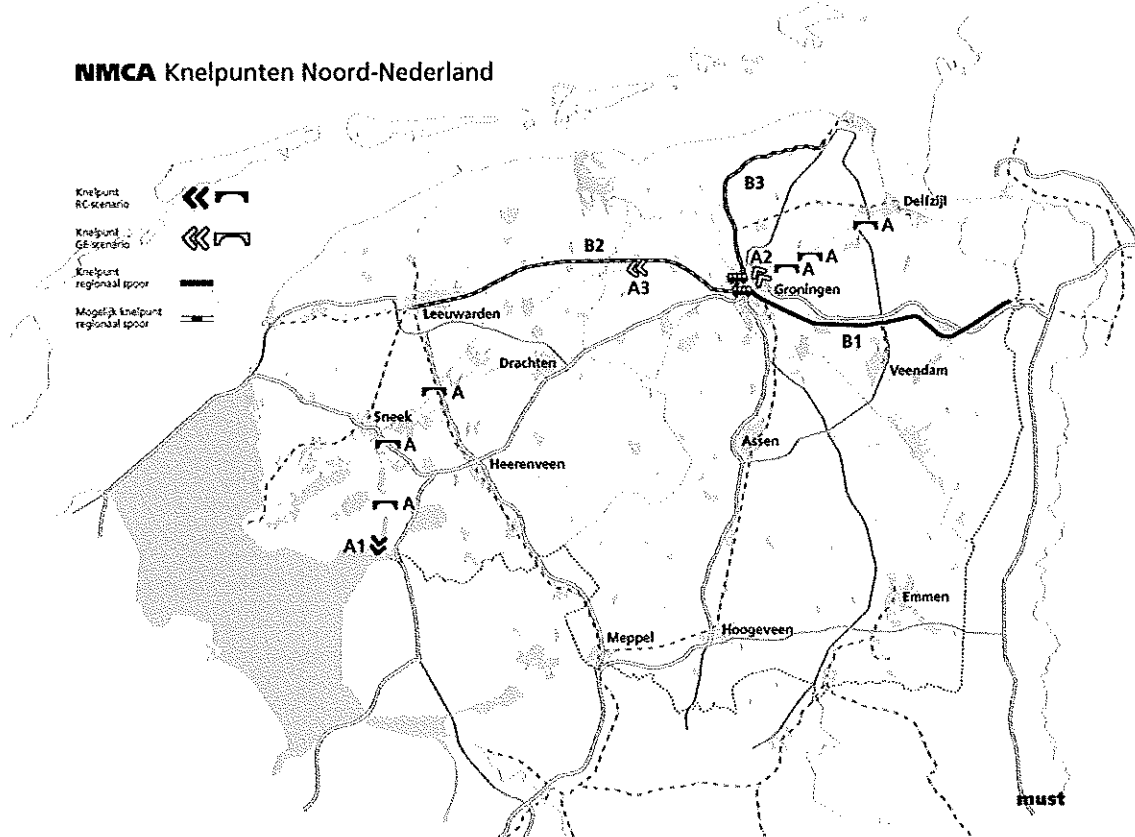 NMCA Knelpunten Noord-Nederland
Knelpunt
RC-scenario
Knelpunt
GE-scenario
Knelpunt
regionaal spoor
Mogelijk knelpunt
regionaal spoor
B3
Delfzijl
A
B2
A2
A
A
A3
Groningen
Leeuwarden
B1
Drachten
Veendam
A
Sneek
A
Assen
Heerenveen
A
A1
Emmen
Meppel
Hoogeveen
must